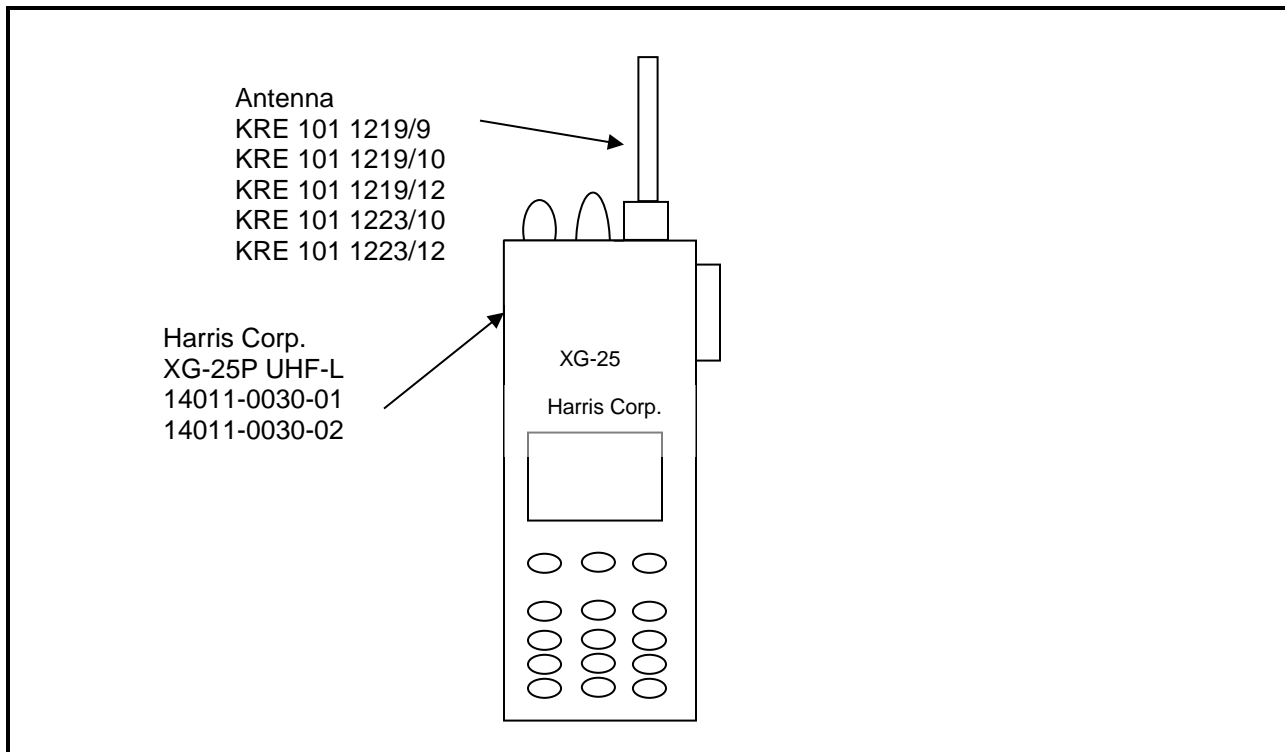 Antenna
KRE 101 1219/9
KRE 101 1219/10
KRE 101 1219/12
KRE 101 1223/10
KRE 101 1223/12
Harris Corp.
XG-25P UHF-L
14011-0030-01
14011-0030-02
XG-25
Harris Corp.